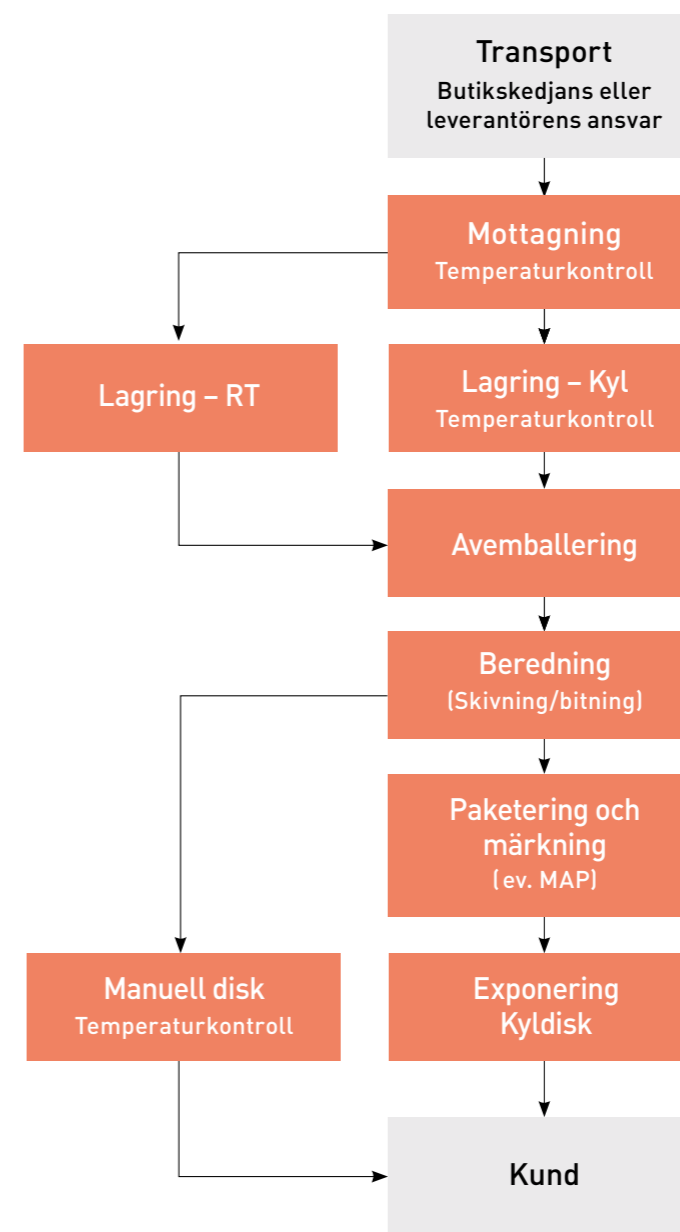 Transport
Butikskedjans eller
leverantörens ansvar
Mottagning
Temperaturkontroll
Lagring – RT
Lagring – Kyl
Temperaturkontroll
Avemballering
Beredning
(Skivning/bitning)
Paketering och
märkning
(ev. MAP)
Manuell disk
Temperaturkontroll
Exponering
Kyldisk
Kund